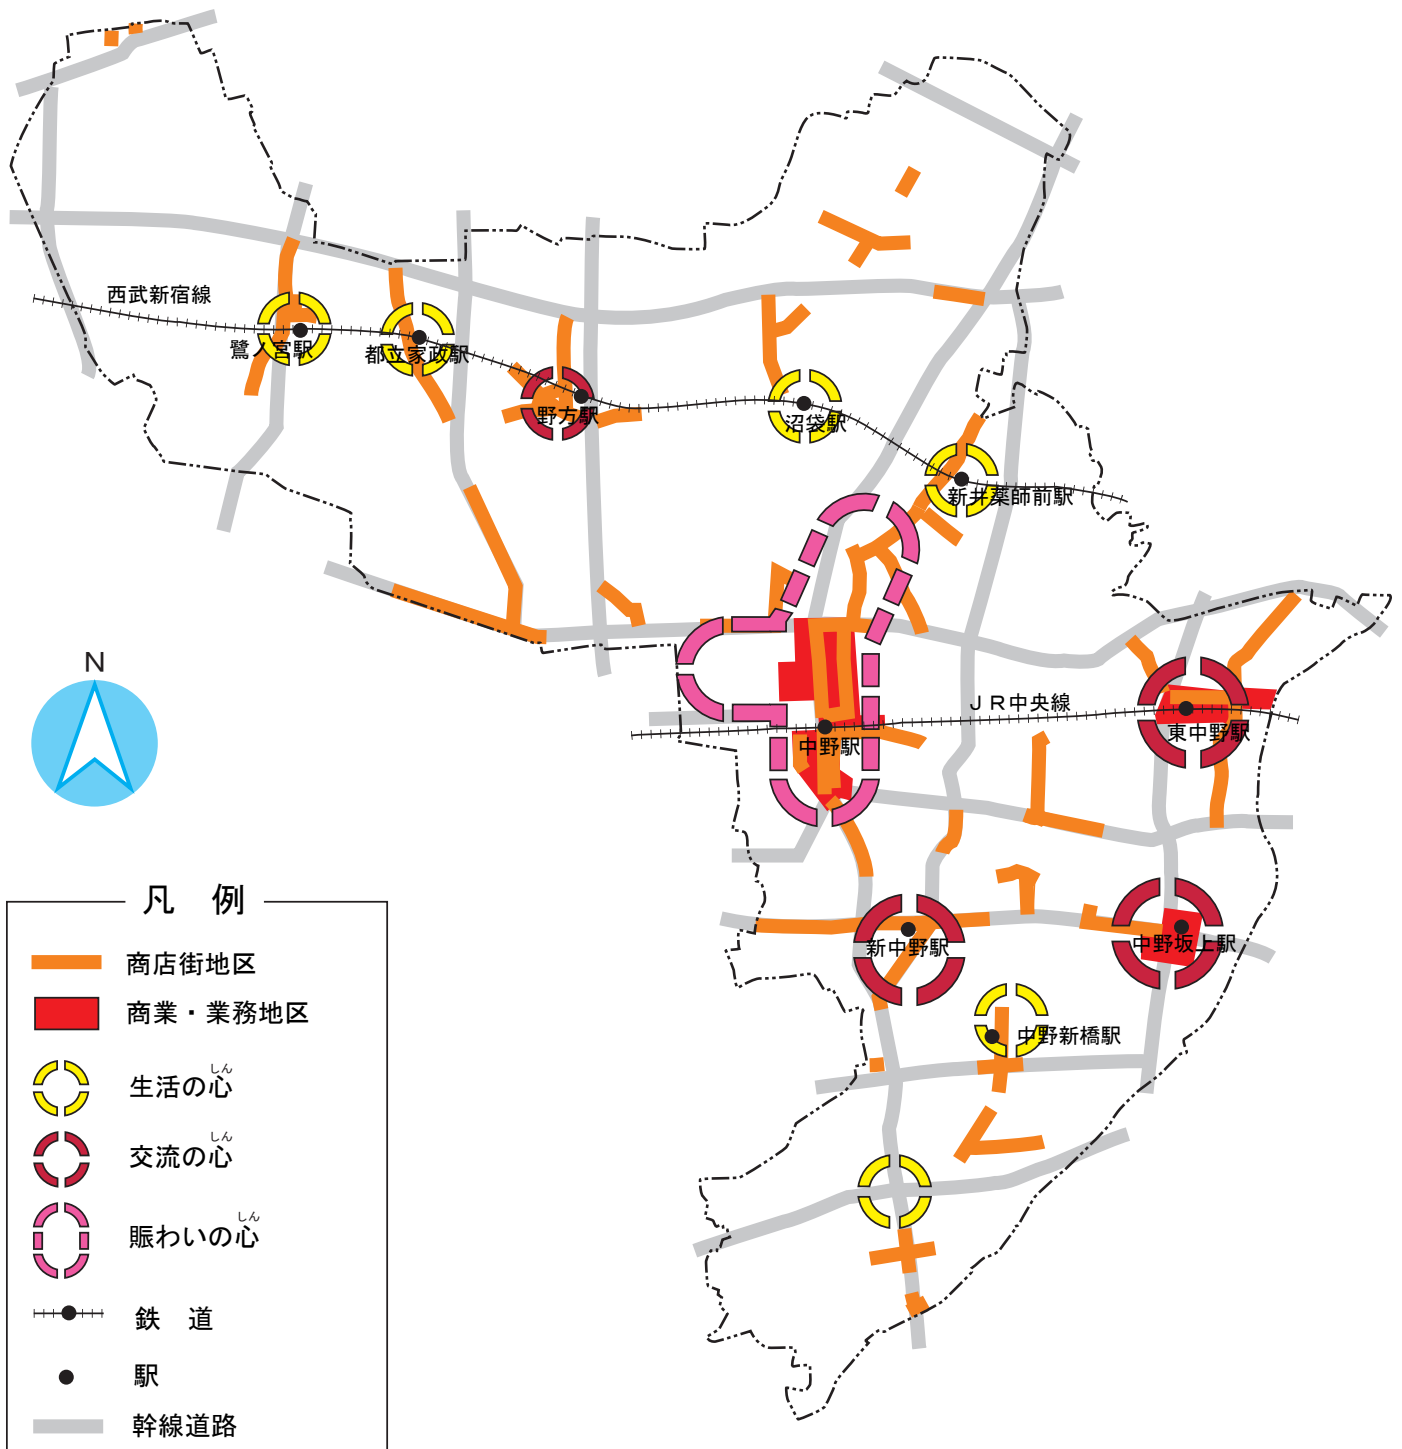 西武新宿線
鷺ノ宮駅
都立家政駅
野方駅
沼袋駅
新井薬師前駅
N
JR中央線
中野駅
東中野駅
新中野駅
中野坂上駅
中野新橋駅
凡 例
商店街地区
商業・業務地区
しん
生活の心
しん
交流の心
しん
賑わいの心
鉄 道
駅
幹線道路